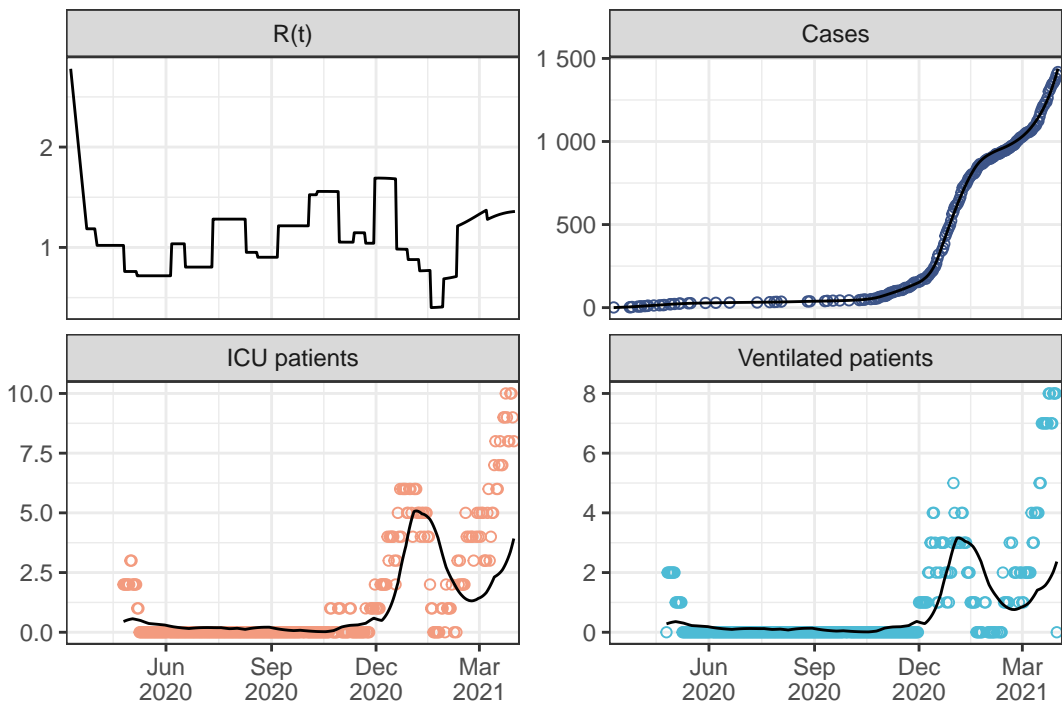 R(t)
Cases
2
1
1 500
1 000
500
0
ICU patients
Ventilated patients
10.0
7.5
5.0
2.5
0.0
8
6
4
2
0
Jun Sep Dec Mar
2020 2020 2020 2021
Jun Sep Dec Mar
2020 2020 2020 2021